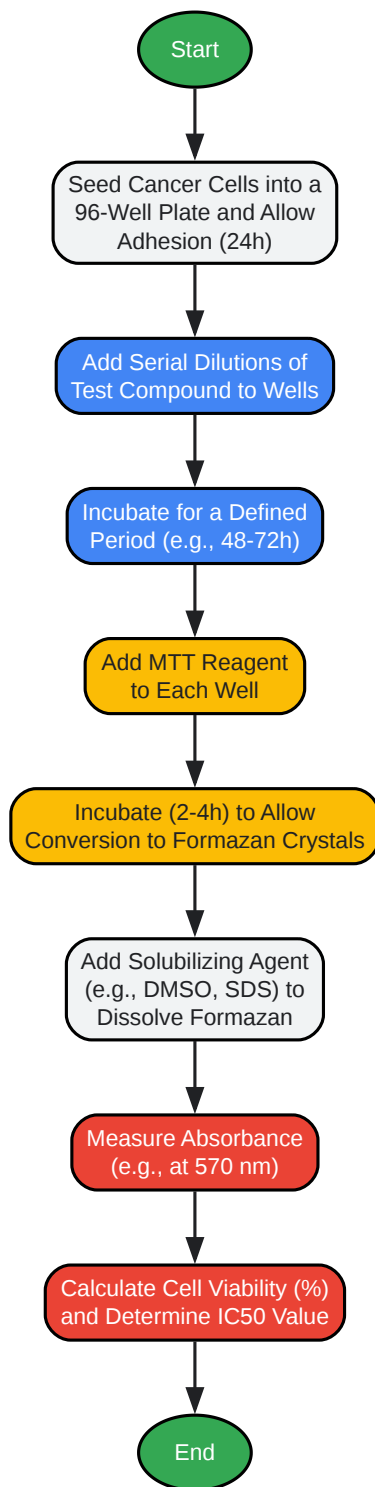 Start
Seed Cancer Cells into a
96-Well Plate and Allow
Adhesion (24h)
Add Serial Dilutions of
Test Compound to Wells
Incubate for a Defined
Period (e.g., 48-72h)
Add MTT Reagent
to Each Well
Incubate (2-4h) to Allow
Conversion to Formazan Crystals
Add Solubilizing Agent
(e.g., DMSO, SDS) to
Dissolve Formazan
Measure Absorbance
(e.g., at 570 nm)
Calculate Cell Viability (%)
and Determine IC50 Value
End